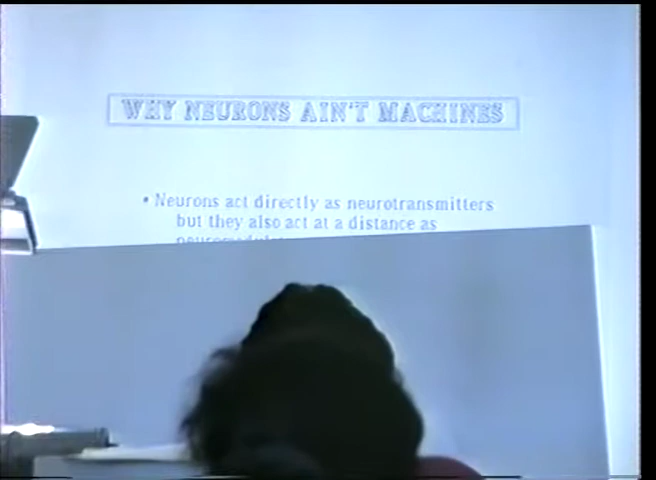 WHY NEURONS AIN'T MACHINES
• Neurons act directly as neurotransmitters
but they also act at a distance as